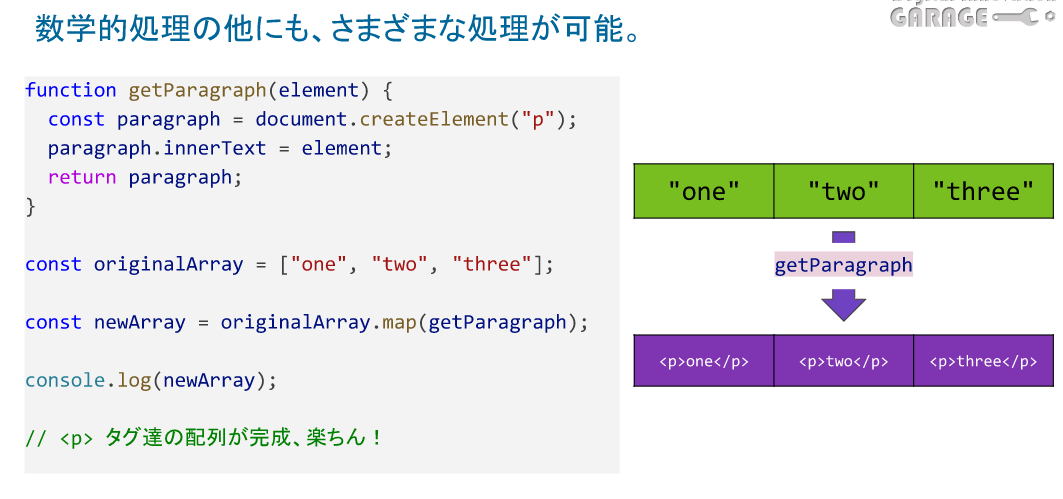 GARAGE
数学的処理の他にも、さまざまな処理が可能。
function getParagraph(element) {
  const paragraph = document.createElement("p");
  paragraph.innerText = element;
  return paragraph;
}
const originalArray = ["one", "two", "three"];
const newArray = originalArray.map(getParagraph);
console.log(newArray);
// <p> タグ達の配列が完成、楽ちん！
"one" "two" "three"
getParagraph
<p>one</p> <p>two</p> <p>three</p>